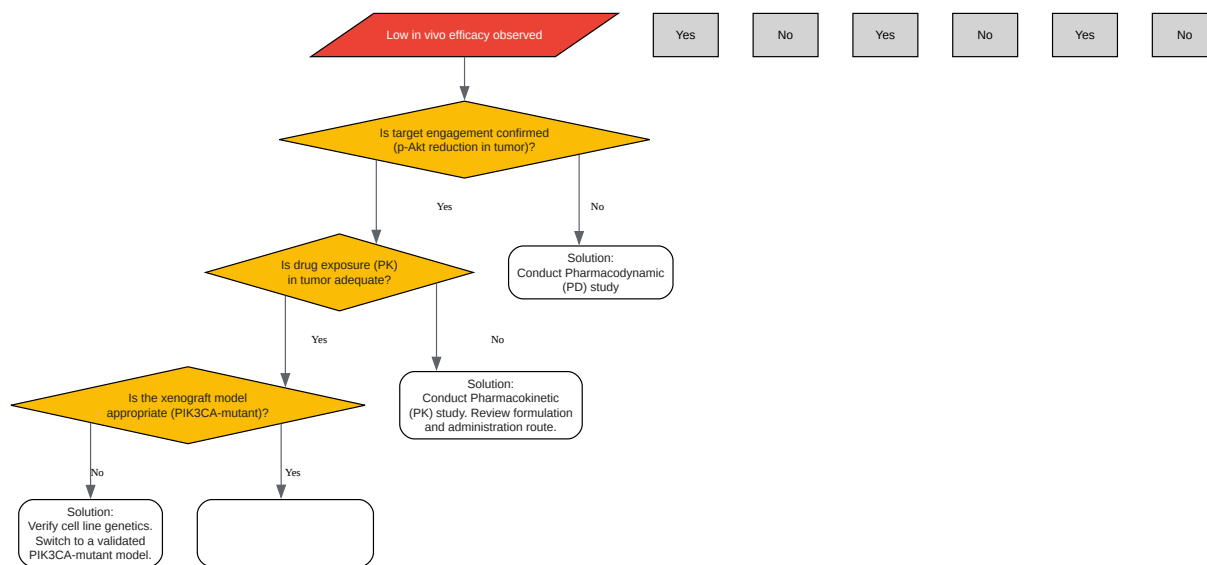 Low in vivo efficacy observed
Yes
No
Yes
No
Yes
No
Is target engagement confirmed
(p-Akt reduction in tumor)?
Yes
No
Is drug exposure (PK)
in tumor adequate?
Solution:
Conduct Pharmacodynamic
(PD) study
Yes
No
Is the xenograft model
appropriate (PIK3CA-mutant)?
Solution:
Conduct Pharmacokinetic
(PK) study. Review formulation
and administration route.
No
Yes
Solution:
Verify cell line genetics.
Switch to a validated
PIK3CA-mutant model.